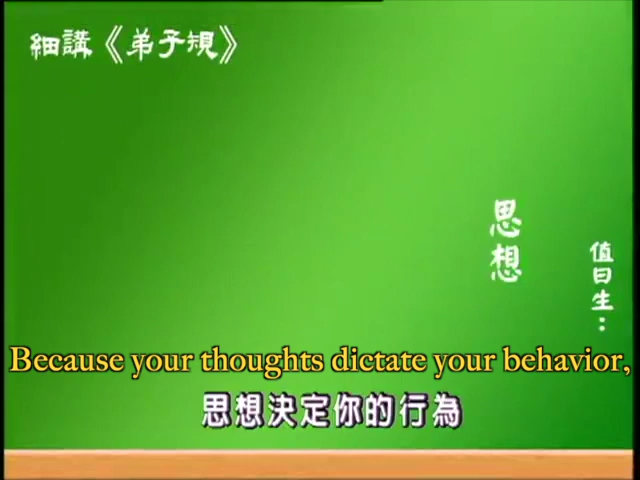 細講《弟子規》
思想
值日生：
Because your thoughts dictate your behavior,
思想決定你的行為